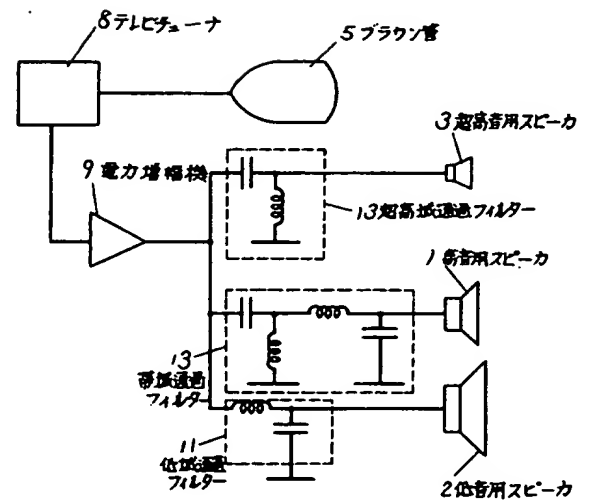 8テレビチューナ
5ブラウン管
3超高音用スピーカ
9電力増幅機
13超高域通過フィルター
1高音用スピーカ
13
帯域通過
フィルター
11
低域通過
フィルター
2低音用スピーカ